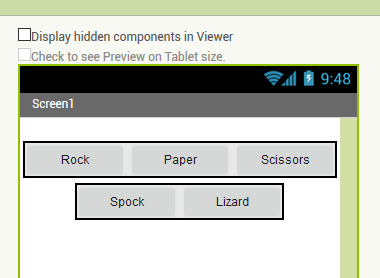 Display hidden components in Viewer
Check to see Preview on Tablet size.
9:48
Screen1
Rock Paper Scissors
Spock Lizard